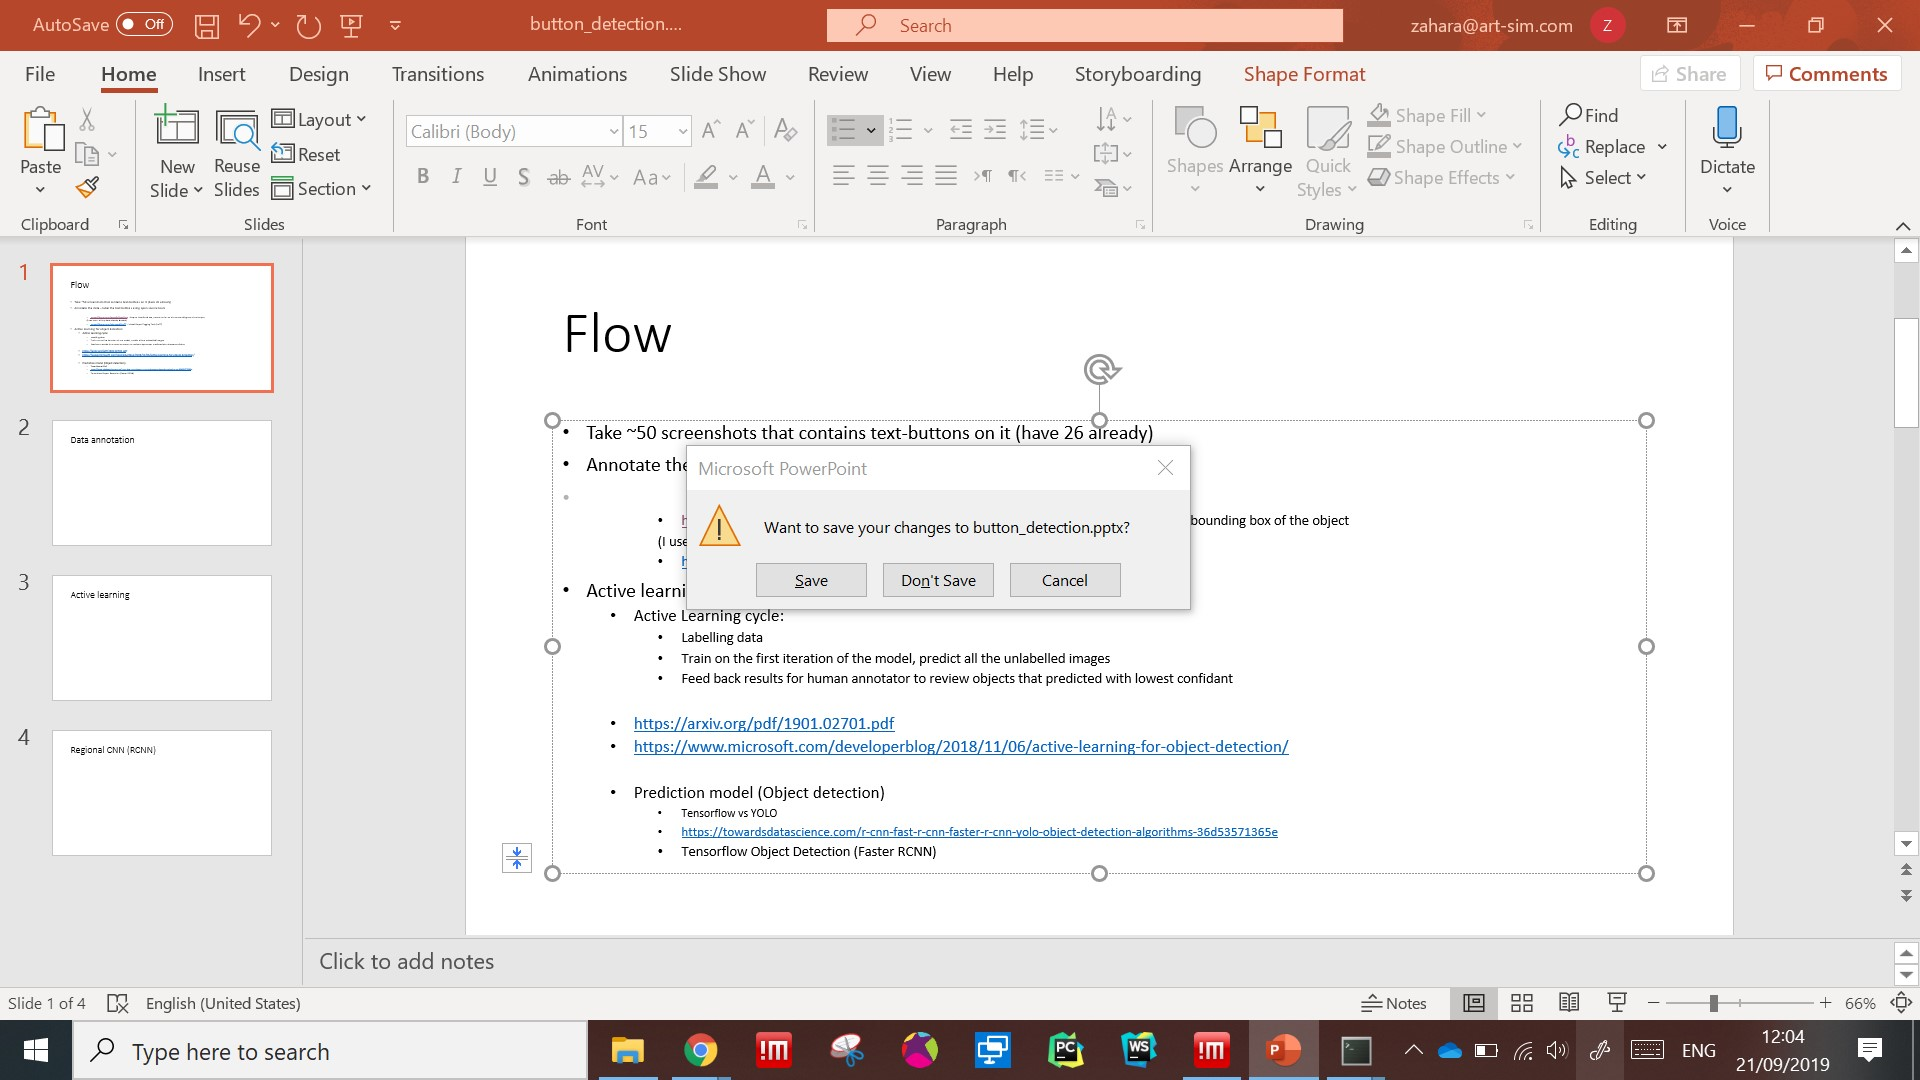 AutoSave Off
button_detection....
Search
zahara@art-sim.com
Z
File Home Insert Design Transitions Animations Slide Show Review View Help Storyboarding Shape Format
Share
Comments
Paste
Clipboard
New Slide
Reuse Slides
Layout
Reset
Section
Slides
Calibri (Body)
15
Font
Paragraph
Shapes
Arrange
Quick Styles
Shape Fill
Shape Outline
Shape Effects
Drawing
Find
Replace
Select
Editing
Dictate
Voice
1
Flow
2
Data annotation
3
Active learning
4
Regional CNN (RCNN)
Flow
• Take ~50 screenshots that contains text-buttons on it (have 26 already)
• Annotate the
bounding box of the object
(I use
• Active learni
• Active Learning cycle:
• Labelling data
• Train on the first iteration of the model, predict all the unlabelled images
• Feed back results for human annotator to review objects that predicted with lowest confidant
• https://arxiv.org/pdf/1901.02701.pdf
• https://www.microsoft.com/developerblog/2018/11/06/active-learning-for-object-detection/
• Prediction model (Object detection)
• Tensorflow vs YOLO
• https://towardsdatascience.com/r-cnn-fast-r-cnn-faster-r-cnn-yolo-object-detection-algorithms-36d53571365e
• Tensorflow Object Detection (Faster RCNN)
Microsoft PowerPoint
Want to save your changes to button_detection.pptx?
Save
Don't Save
Cancel
Click to add notes
Slide 1 of 4
English (United States)
Notes
66%
Type here to search
ENG
12:04
21/09/2019